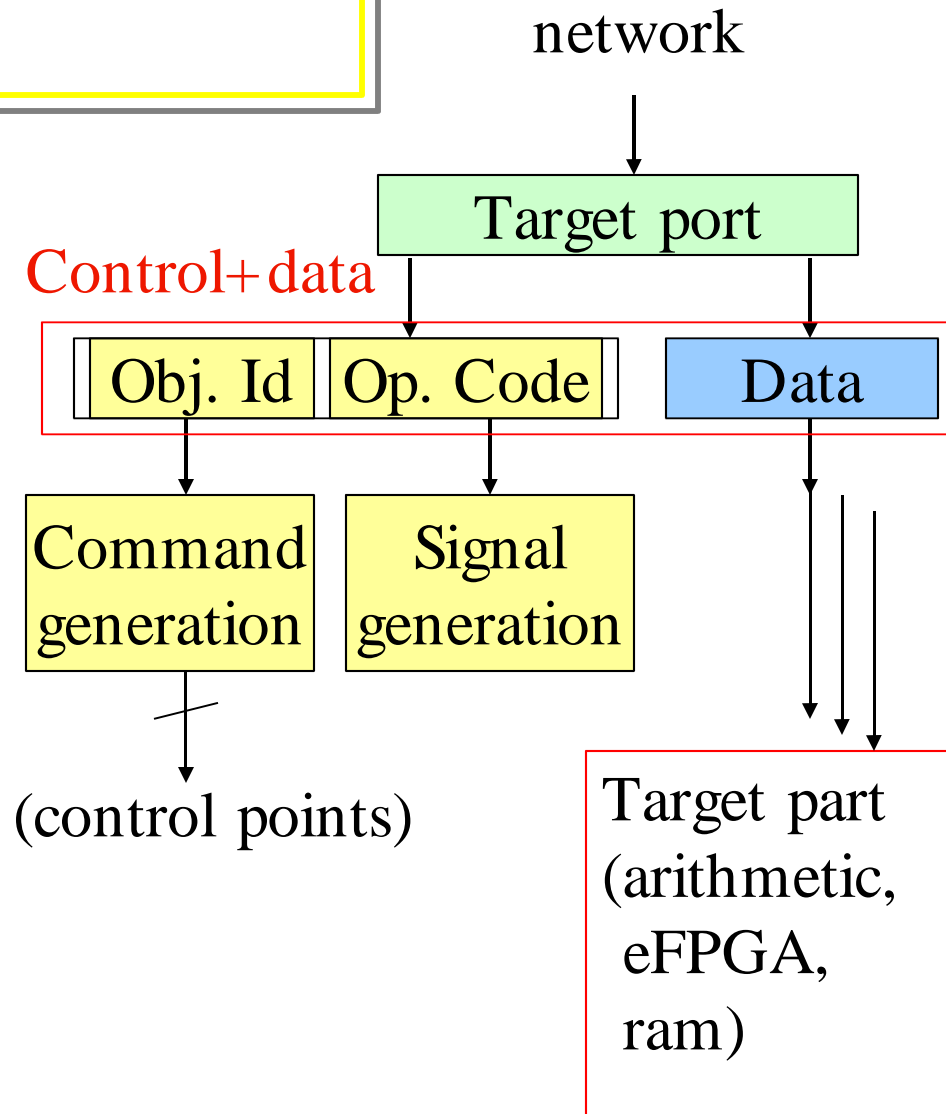 network
Target port
Control+data
Obj. Id
Op. Code
Data
Command
generation
Signal
generation
(control points)
Target part
(arithmetic,
eFPGA,
ram)